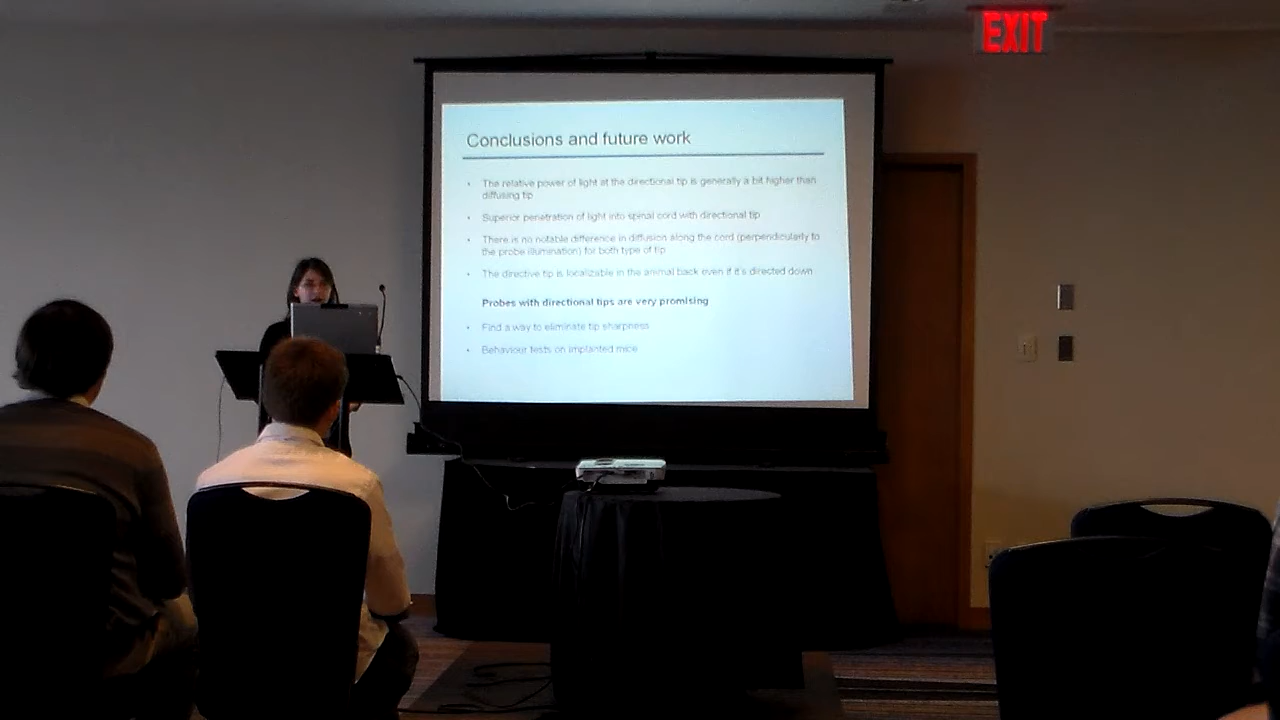 EXIT
Conclusions and future work
• The relative power of light at the directional tip is generally a bit higher than
diffusing tip
• Superior penetration of light into spinal cord with directional tip
• There is no notable difference in diffusion along the cord (perpendicularly to
the probe illumination) for both type of tip
• The directive tip is localizable in the animal back even if it's directed down
Probes with directional tips are very promising
• Find a way to eliminate tip sharpness
• Behaviour tests on implanted mice